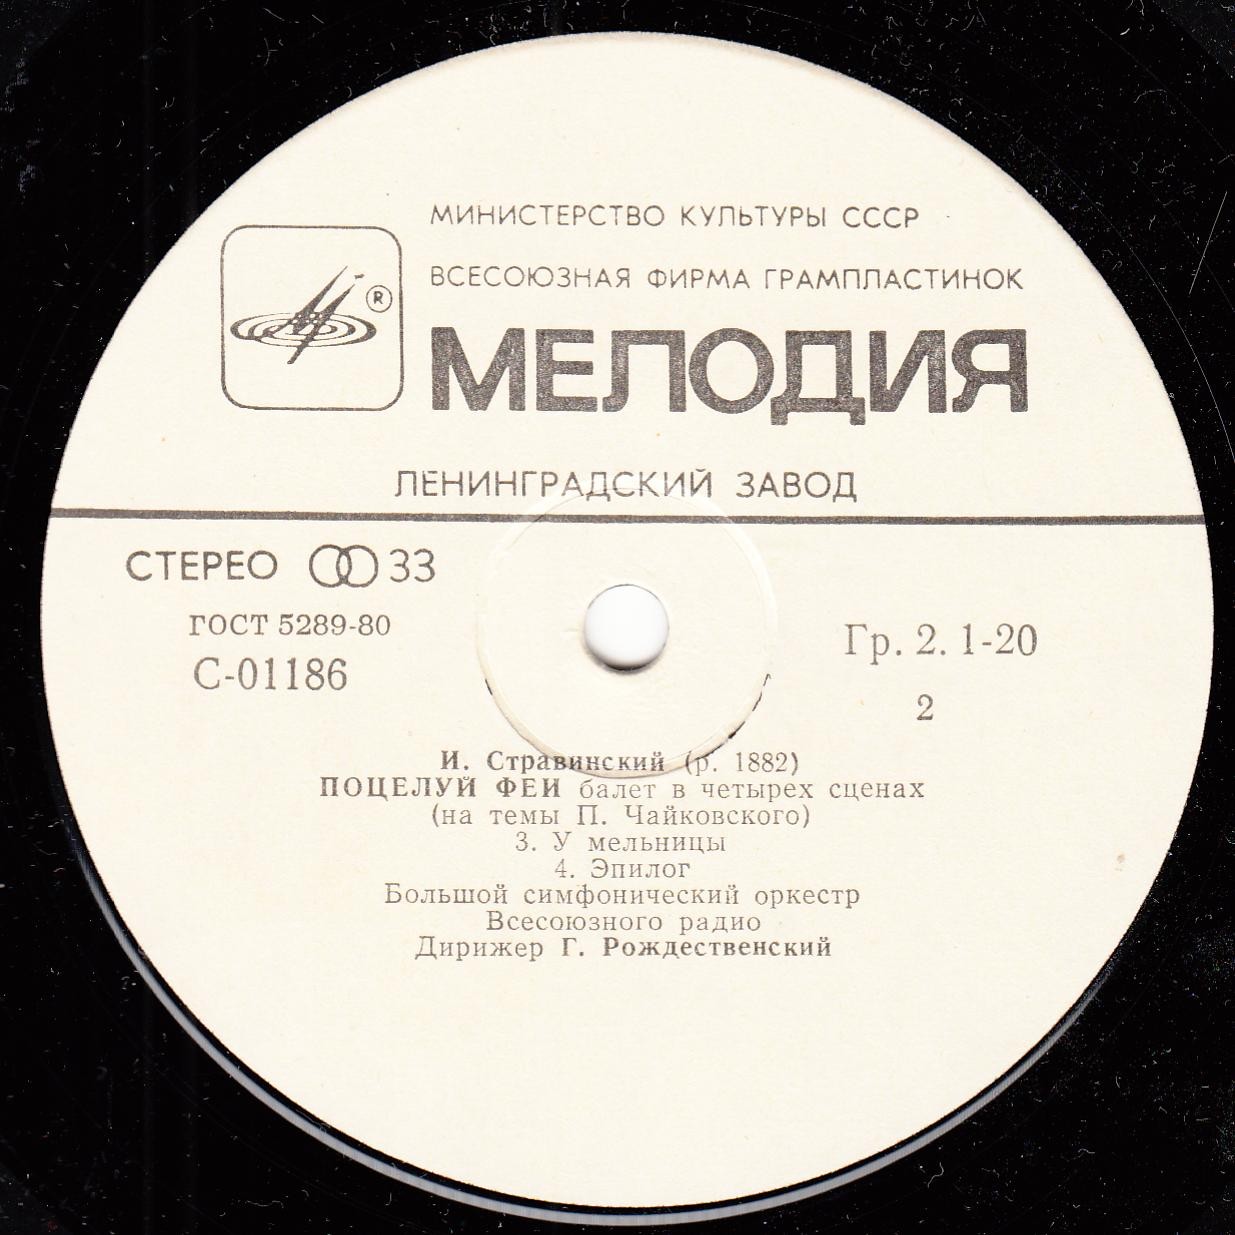 МИНИСТЕРСТВО КУЛЬТУРЫ СССР
ВСЕСОЮЗНАЯ ФИРМА ГРАМПЛАСТИНОК
®
МЕЛОДИЯ
ЛЕНИНГРАДСКИЙ ЗАВОД
СТЕРЕО 33
ГОСТ 5289-80
С-01186
Гр. 2. 1-20
2
И. Стравинский (р. 1882)
ПОЦЕЛУЙ ФЕИ балет в четырех сценах
(на темы П. Чайковского)
3. У мельницы
4. Эпилог
Большой симфонический оркестр
Всесоюзного радио
Дирижер Г. Рождественский